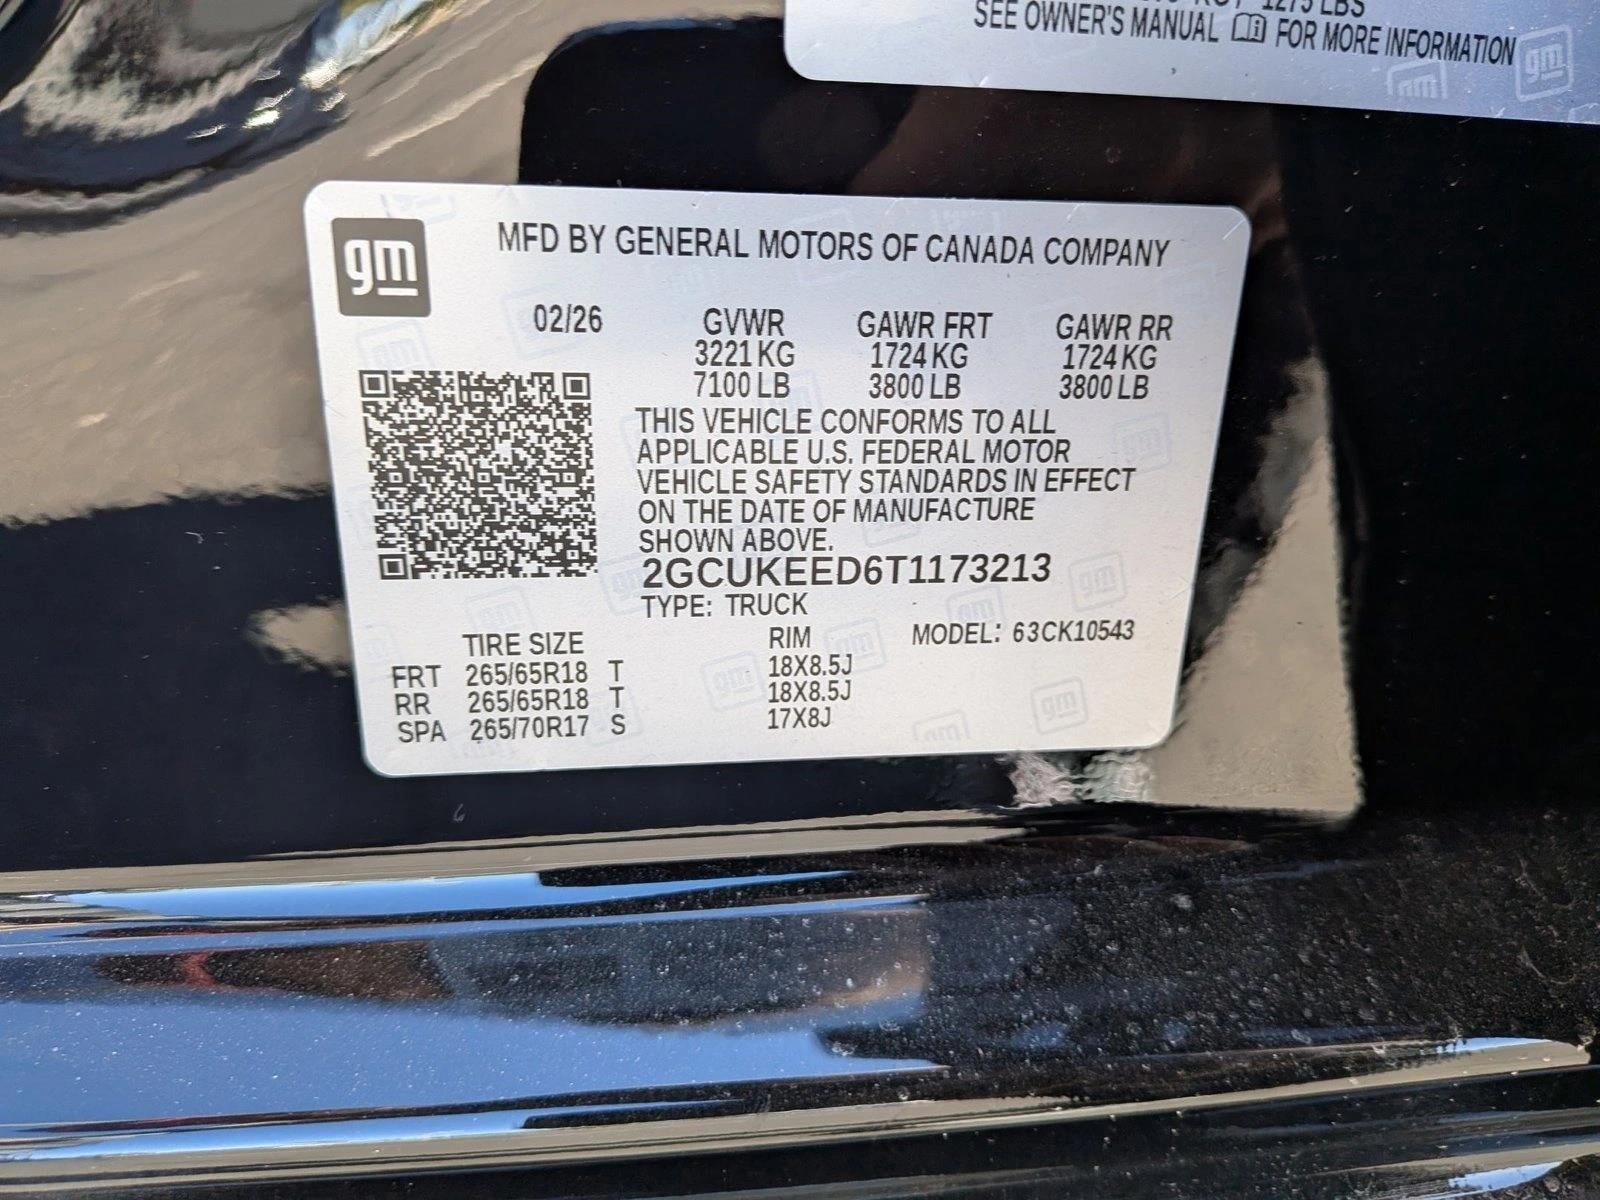 1275 LBS
SEE OWNER'S MANUAL FOR MORE INFORMATION
gm
MFD BY GENERAL MOTORS OF CANADA COMPANY
02/26 GVWR GAWR FRT GAWR RR
3221 KG 1724 KG 1724 KG
7100 LB 3800 LB 3800 LB
THIS VEHICLE CONFORMS TO ALL
APPLICABLE U.S. FEDERAL MOTOR
VEHICLE SAFETY STANDARDS IN EFFECT
ON THE DATE OF MANUFACTURE
SHOWN ABOVE.
2GCUKEED6T1173213
TYPE: TRUCK
TIRE SIZE RIM MODEL: 63CK10543
FRT 265/65R18 T 18X8.5J
RR 265/65R18 T 18X8.5J
SPA 265/70R17 S 17X8J